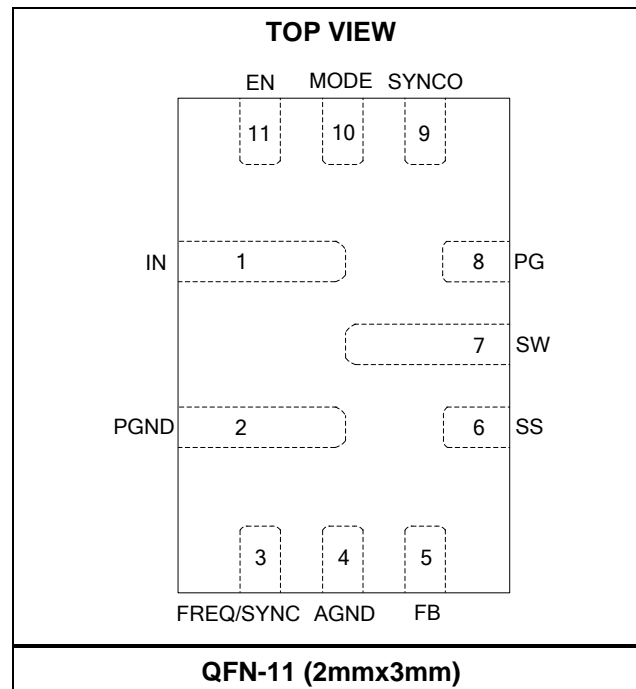 TOP VIEW
EN MODE SYNCO
11 10 9
IN 1 8 PG
7 SW
PGND 2 6 SS
3 4 5
FREQ/SYNC AGND FB
QFN-11 (2mmx3mm)